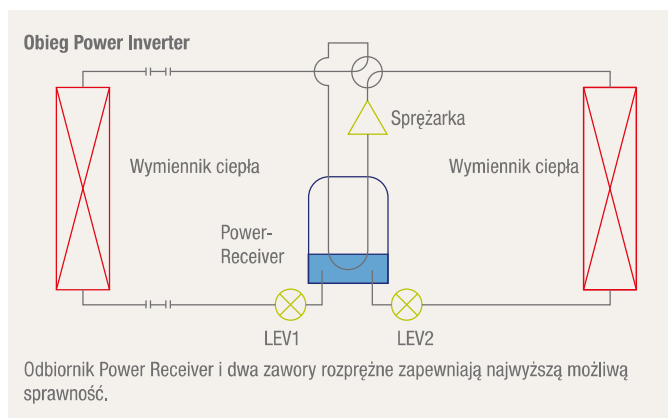 Obieg Power Inverter
Sprężarka
Wymiennik ciepła
Wymiennik ciepła
Power-
Receiver
LEV1
LEV2
Odbiornik Power Receiver i dwa zawory rozprężne zapewniają najwyższą możliwą
sprawność.